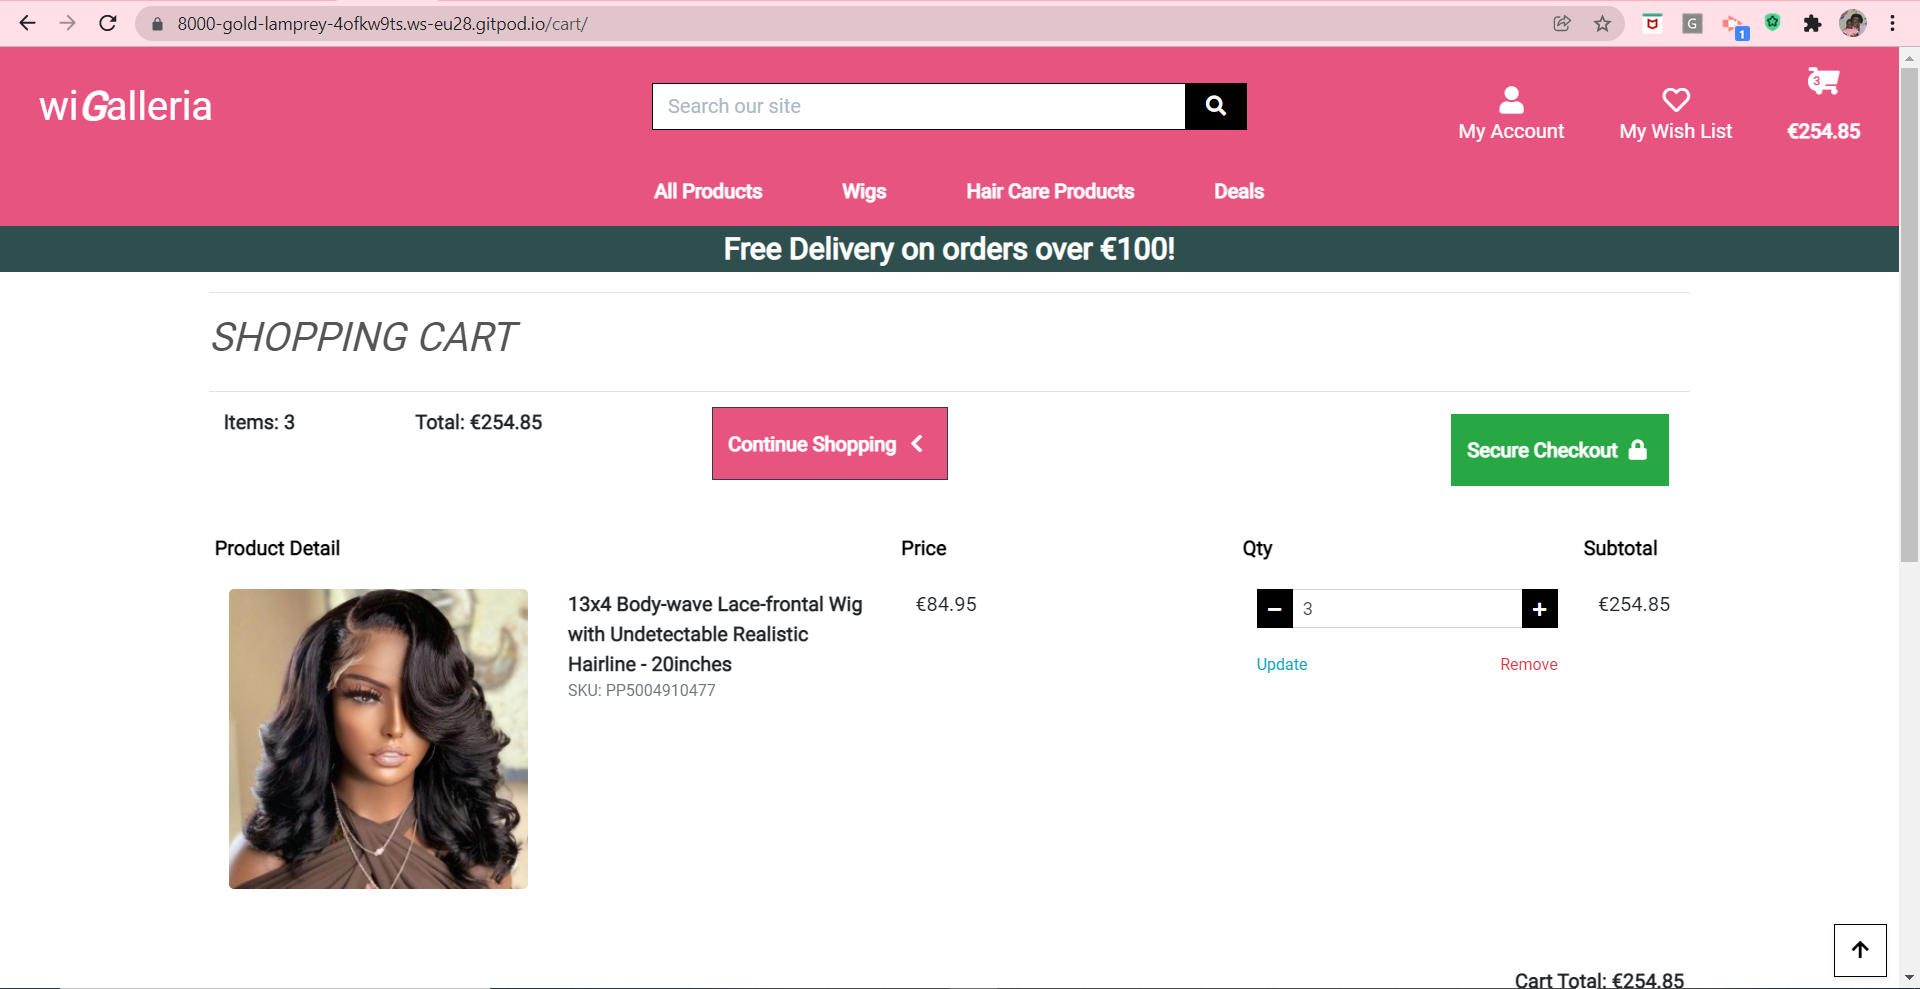 8000-gold-lamprey-4ofkw9ts.ws-eu28.gitpod.io/cart/
G
1
wiGalleria
Search our site
My Account
My Wish List
3
€254.85
All Products
Wigs
Hair Care Products
Deals
Free Delivery on orders over €100!
SHOPPING CART
Items: 3
Total: €254.85
Continue Shopping
Secure Checkout
Product Detail
Price
Qty
Subtotal
13x4 Body-wave Lace-frontal Wig
with Undetectable Realistic
Hairline - 20inches
SKU: PP5004910477
€84.95
3
€254.85
Update
Remove
Cart Total: €254.85